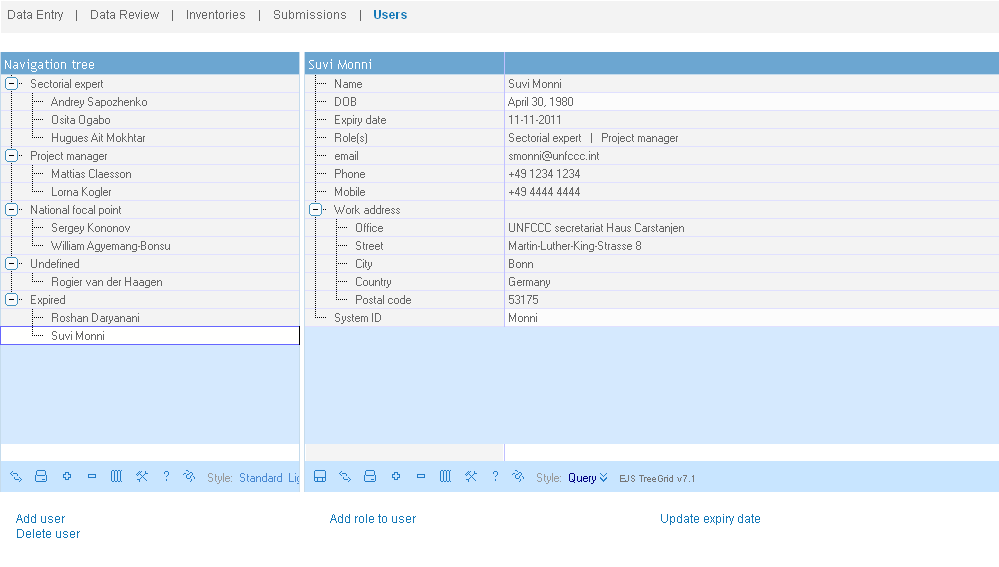 Data Entry | Data Review | Inventories | Submissions | Users
Navigation tree
Sectorial expert
Andrey Sapozhenko
Osita Ogabo
Hugues Ait Mokhtar
Project manager
Mattias Claesson
Lorna Kogler
National focal point
Sergey Kononov
William Agyemang-Bonsu
Undefined
Rogier van der Haagen
Expired
Roshan Daryanani
Suvi Monni
Style: Standard Lig
Suvi Monni
Name Suvi Monni
DOB April 30, 1980
Expiry date 11-11-2011
Role(s) Sectorial expert | Project manager
email smonni@unfccc.int
Phone +49 1234 1234
Mobile +49 4444 4444
Work address
Office UNFCCC secretariat Haus Carstanjen
Street Martin-Luther-King-Strasse 8
City Bonn
Country Germany
Postal code 53175
System ID Monni
Style: Query EJS TreeGrid v7.1
Add user
Delete user
Add role to user
Update expiry date